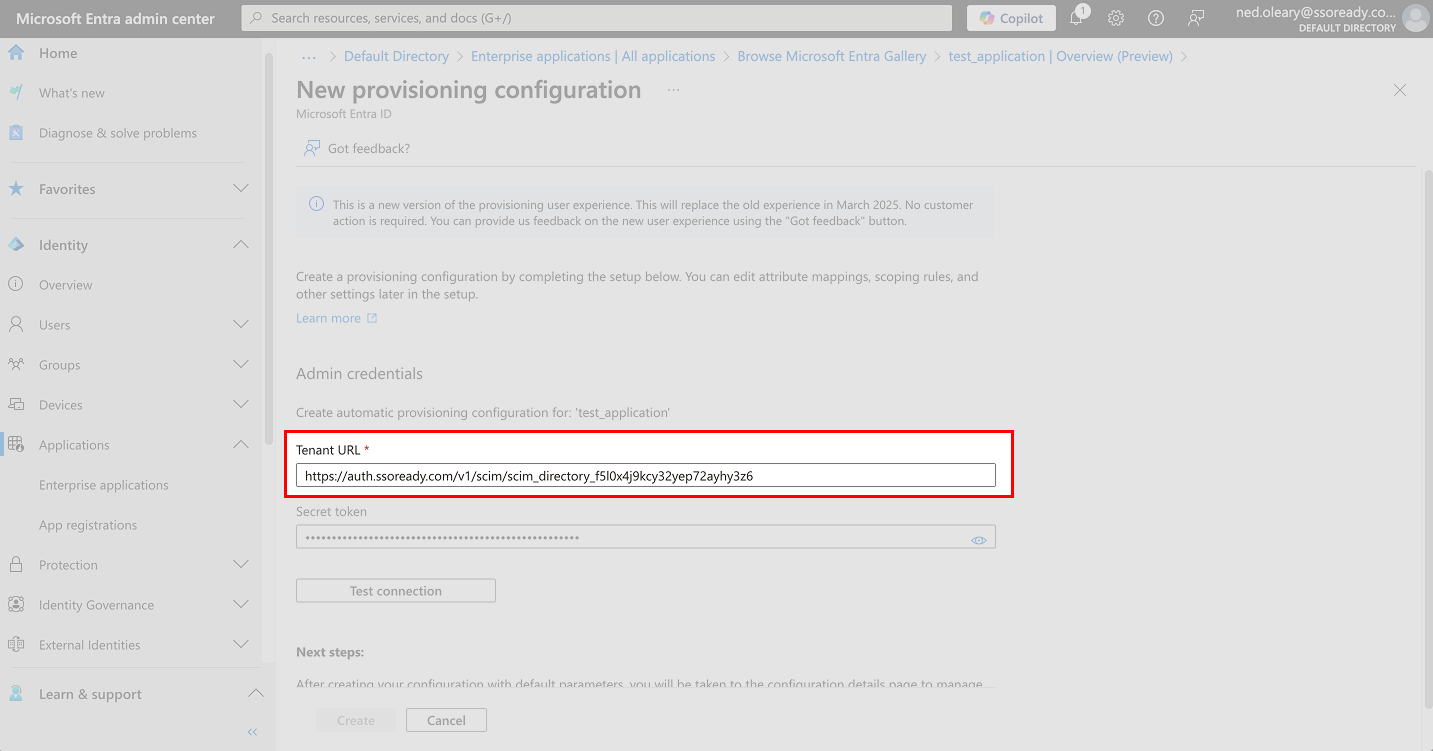 Microsoft Entra admin center
Search resources, services, and docs (G+/)
Copilot
1
ned.oleary@ssoready.co...
DEFAULT DIRECTORY
Home
What's new
Diagnose & solve problems
Favorites
Identity
Overview
Users
Groups
Devices
Applications
Enterprise applications
App registrations
Protection
Identity Governance
External Identities
Learn & support
... > Default Directory > Enterprise applications | All applications > Browse Microsoft Entra Gallery > test_application | Overview (Preview) >
New provisioning configuration ...
Microsoft Entra ID
Got feedback?
This is a new version of the provisioning user experience. This will replace the old experience in March 2025. No customer
action is required. You can provide us feedback on the new user experience using the "Got feedback" button.
Create a provisioning configuration by completing the setup below. You can edit attribute mappings, scoping rules, and
other settings later in the setup.
Learn more
Admin credentials
Create automatic provisioning configuration for: 'test_application'
Tenant URL *
https://auth.ssoready.com/v1/scim/scim_directory_f5l0x4j9kcy32yep72ayhy3z6
Secret token
Test connection
Next steps:
After creating your configuration with default parameters, you will be taken to the configuration details page to manage
Create
Cancel